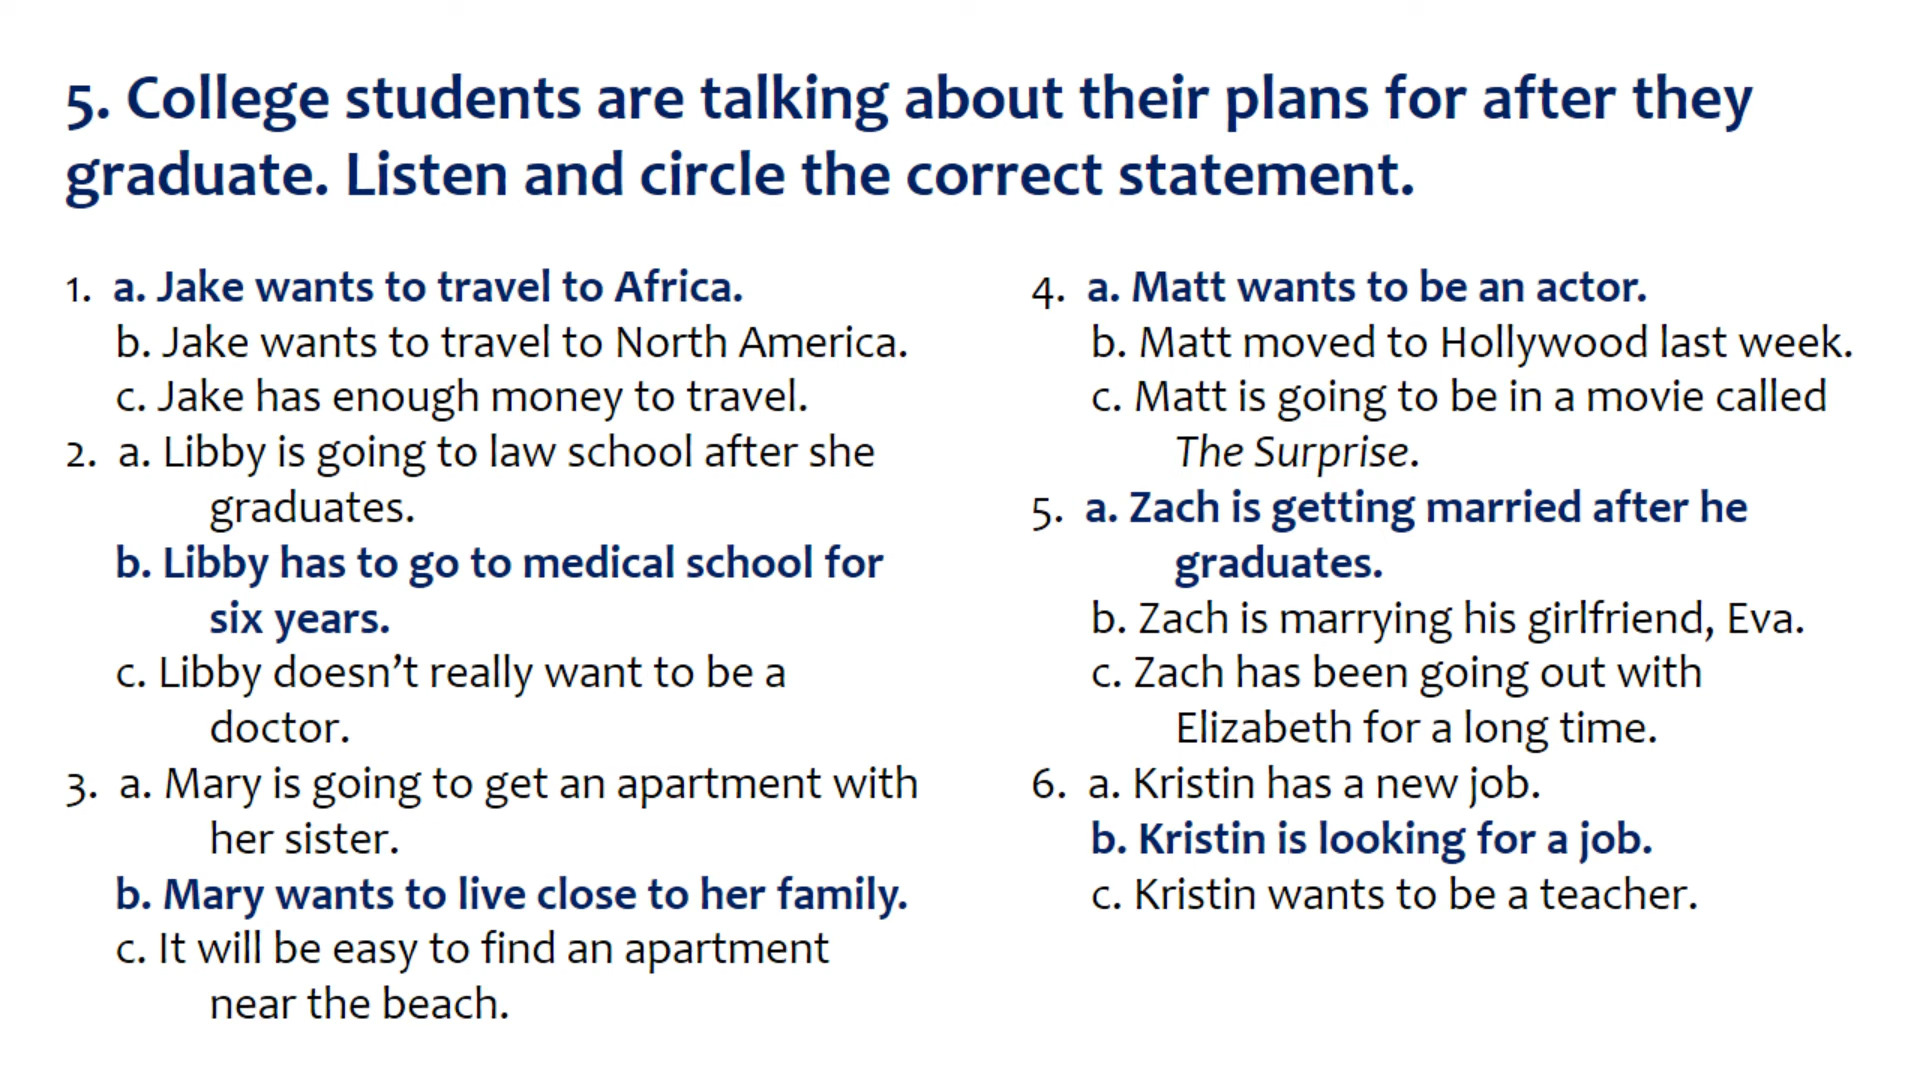 5. College students are talking about their plans for after they
graduate. Listen and circle the correct statement.
1. a. Jake wants to travel to Africa.
b. Jake wants to travel to North America.
c. Jake has enough money to travel.
2. a. Libby is going to law school after she
graduates.
b. Libby has to go to medical school for
six years.
c. Libby doesn’t really want to be a
doctor.
3. a. Mary is going to get an apartment with
her sister.
b. Mary wants to live close to her family.
c. It will be easy to find an apartment
near the beach.
4. a. Matt wants to be an actor.
b. Matt moved to Hollywood last week.
c. Matt is going to be in a movie called
The Surprise.
5. a. Zach is getting married after he
graduates.
b. Zach is marrying his girlfriend, Eva.
c. Zach has been going out with
Elizabeth for a long time.
6. a. Kristin has a new job.
b. Kristin is looking for a job.
c. Kristin wants to be a teacher.